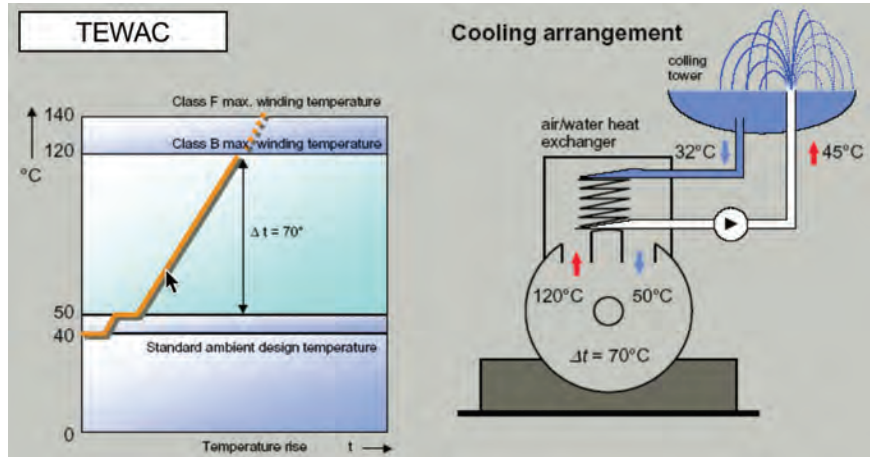 TEWAC
Cooling arrangement
colling
tower
Class F max. winding temperature
140
Class B max. winding temperature
120
°C
air/water heat
exchanger
32°C
45°C
Δ t = 70°
120°C
50°C
50
40
Δt = 70°C
Standard ambient design temperature
0
Temperature rise
t